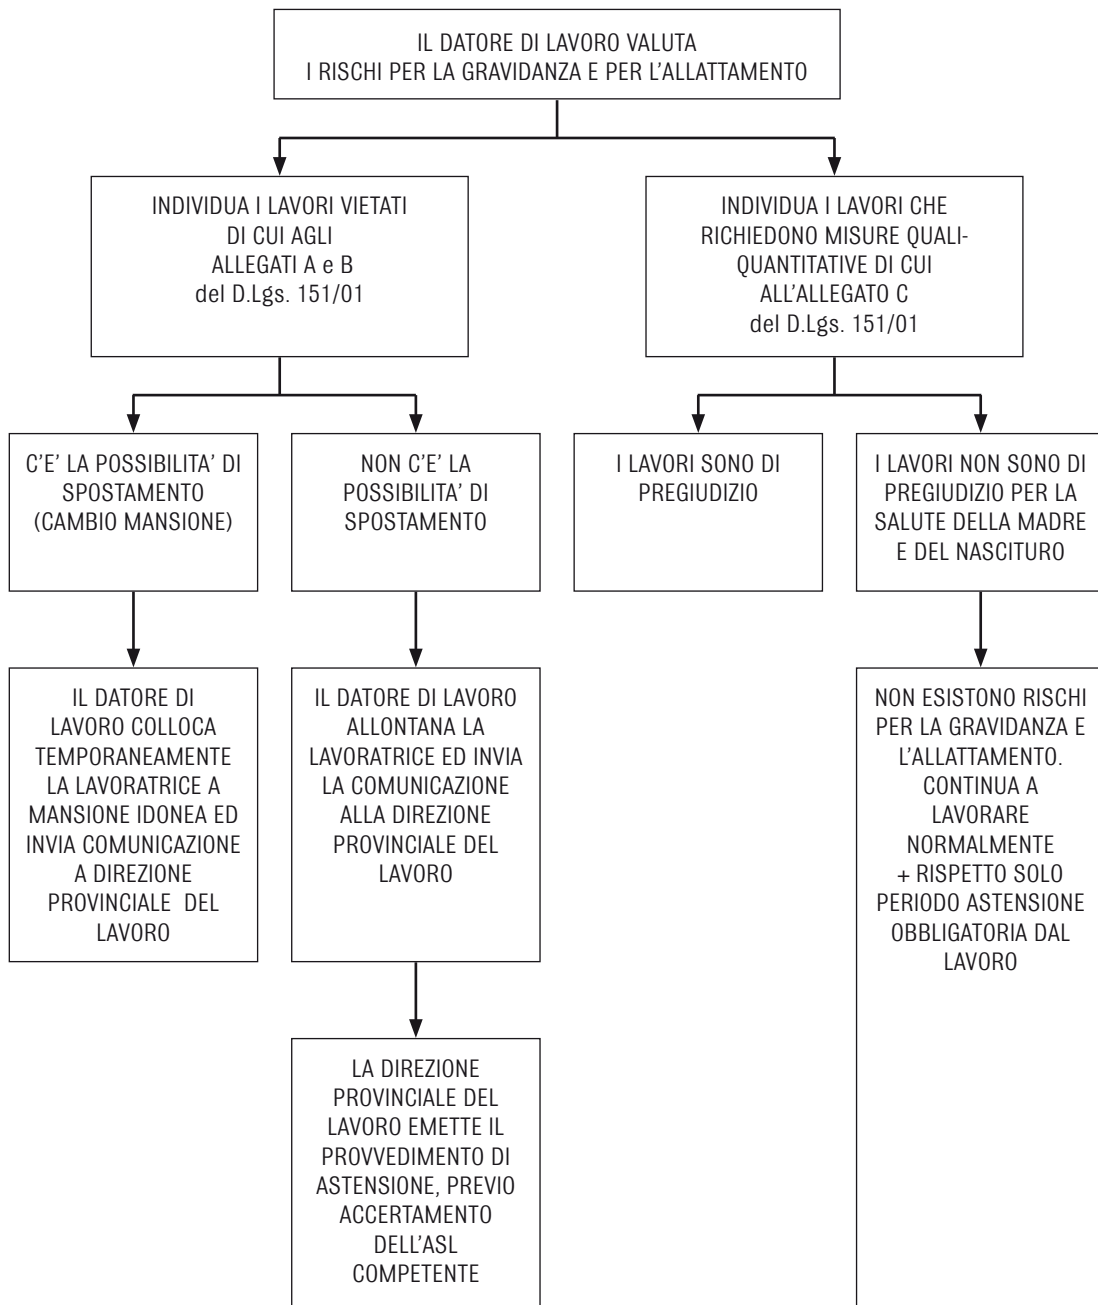 IL DATORE DI LAVORO VALUTA
I RISCHI PER LA GRAVIDANZA E PER L'ALLATTAMENTO
INDIVIDUA I LAVORI VIETATI
DI CUI AGLI
ALLEGATI A e B
del D.Lgs. 151/01
INDIVIDUA I LAVORI CHE
RICHIEDONO MISURE QUALI-
QUANTITATIVE DI CUI
ALL'ALLEGATO C
del D.Lgs. 151/01
C'E' LA POSSIBILITA' DI
SPOSTAMENTO
(CAMBIO MANSIONE)
NON C'E' LA
POSSIBILITA' DI
SPOSTAMENTO
I LAVORI SONO DI
PREGIUDIZIO
I LAVORI NON SONO DI
PREGIUDIZIO PER LA
SALUTE DELLA MADRE
E DEL NASCITURO
IL DATORE DI
LAVORO COLLOCA
TEMPORANEAMENTE
LA LAVORATRICE A
MANSIONE IDONEA ED
INVIA COMUNICAZIONE
A DIREZIONE
PROVINCIALE DEL
LAVORO
IL DATORE DI LAVORO
ALLONTANA LA
LAVORATRICE ED INVIA
LA COMUNICAZIONE
ALLA DIREZIONE
PROVINCIALE DEL
LAVORO
NON ESISTONO RISCHI
PER LA GRAVIDANZA E
L'ALLATTAMENTO.
CONTINUA A
LAVORARE
NORMALMENTE
+ RISPETTO SOLO
PERIODO ASTENSIONE
OBBLIGATORIA DAL
LAVORO
LA DIREZIONE
PROVINCIALE DEL
LAVORO EMETTE IL
PROVVEDIMENTO DI
ASTENSIONE, PREVIO
ACCERTAMENTO
DELL'ASL
COMPETENTE